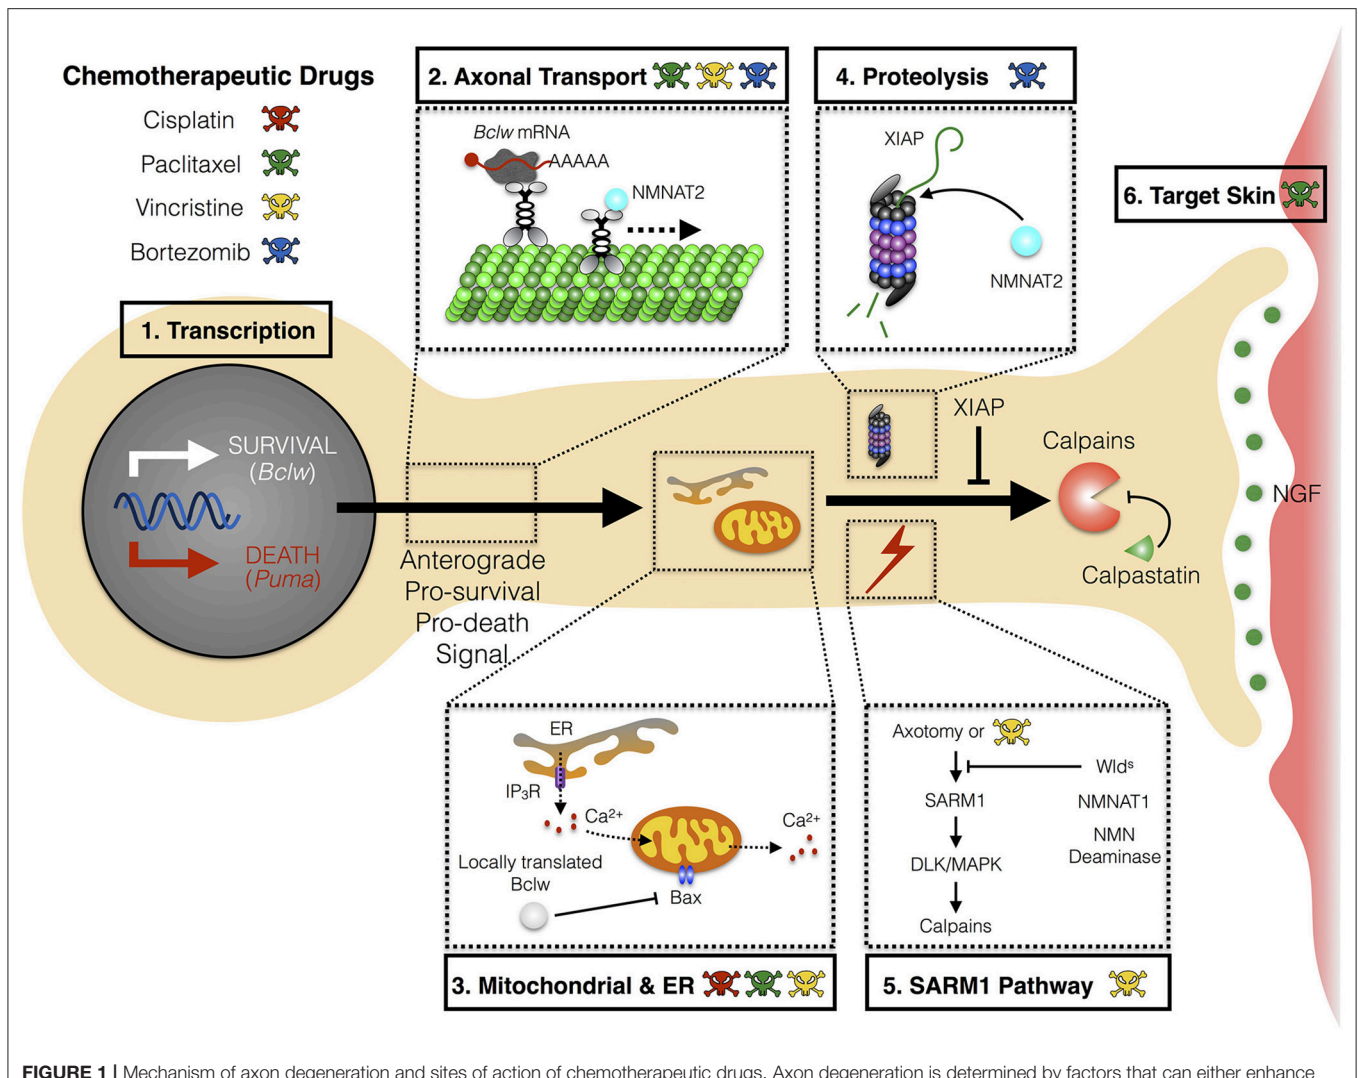 Chemotherapeutic Drugs
Cisplatin
Paclitaxel
Vincristine
Bortezomib
2. Axonal Transport
Bclw mRNA
AAAAA
NMNAT2
4. Proteolysis
XIAP
NMNAT2
6. Target Skin
1. Transcription
SURVIVAL
(Bclw)
DEATH
(Puma)
Anterograde
Pro-survival
Pro-death
Signal
XIAP
Calpains
Calpastatin
NGF
ER
IP₃R
Ca²⁺
Ca²⁺
Locally translated
Bclw
Bax
3. Mitochondrial & ER
Axotomy or
Wldˢ
SARM1
NMNAT1
NMN
Deaminase
DLK/MAPK
Calpains
5. SARM1 Pathway
FIGURE 1 | Mechanism of axon degeneration and sites of action of chemotherapeutic drugs. Axon degeneration is determined by factors that can either enhance